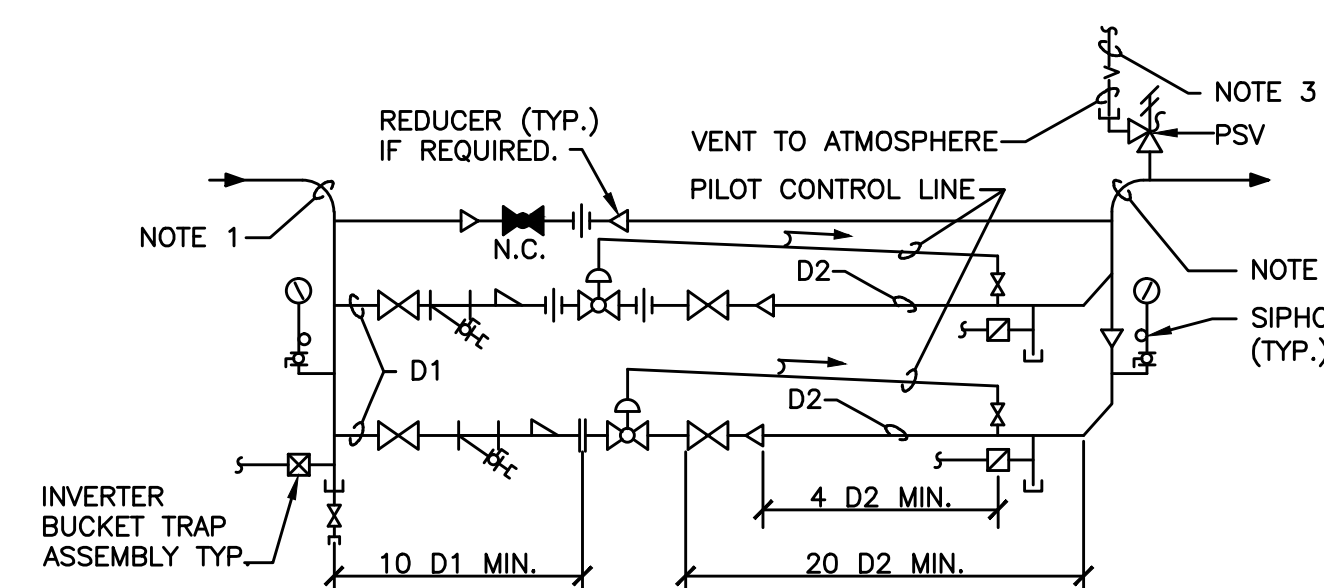 NOTE 3
REDUCER (TYP.)
IF REQUIRED.
VENT TO ATMOSPHERE
PSV
PILOT CONTROL LINE
NOTE 1
N.C.
D2
NOTE
SIPHO
(TYP.)
D1
D2
INVERTER
BUCKET TRAP
ASSEMBLY TYP.
4 D2 MIN.
10 D1 MIN.
20 D2 MIN.